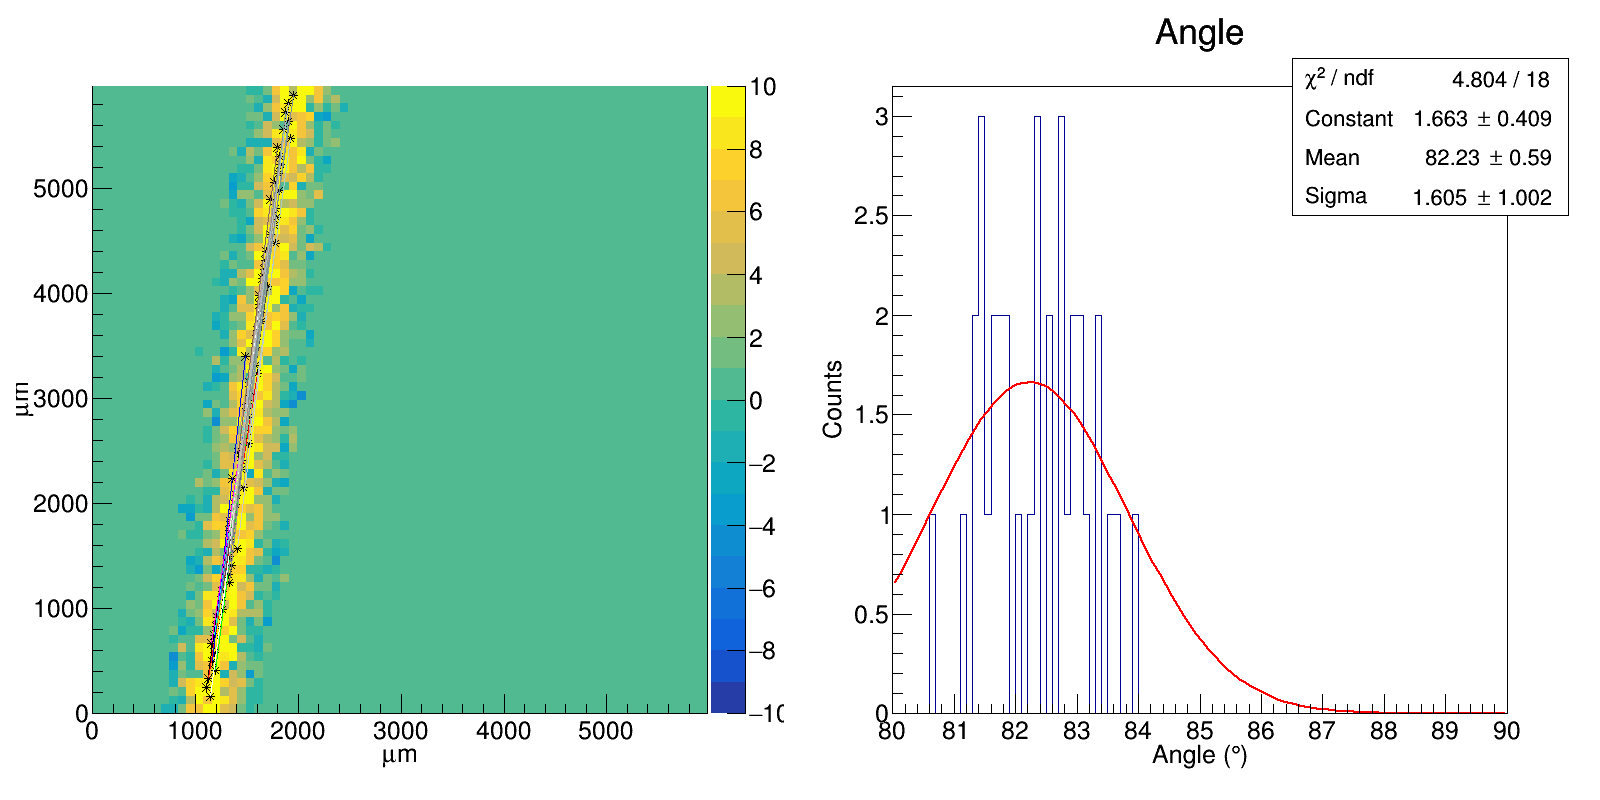 Angle
χ² / ndf 4.804 / 18
Constant 1.663 ± 0.409
Mean 82.23 ± 0.59
Sigma 1.605 ± 1.002
μm
5000
4000
3000
2000
1000
0
0 1000 2000 3000 4000 5000
μm
10
8
6
4
2
0
−2
−4
−6
−8
−10
Counts
3
2.5
2
1.5
1
0.5
0
80 81 82 83 84 85 86 87 88 89 90
Angle (°)